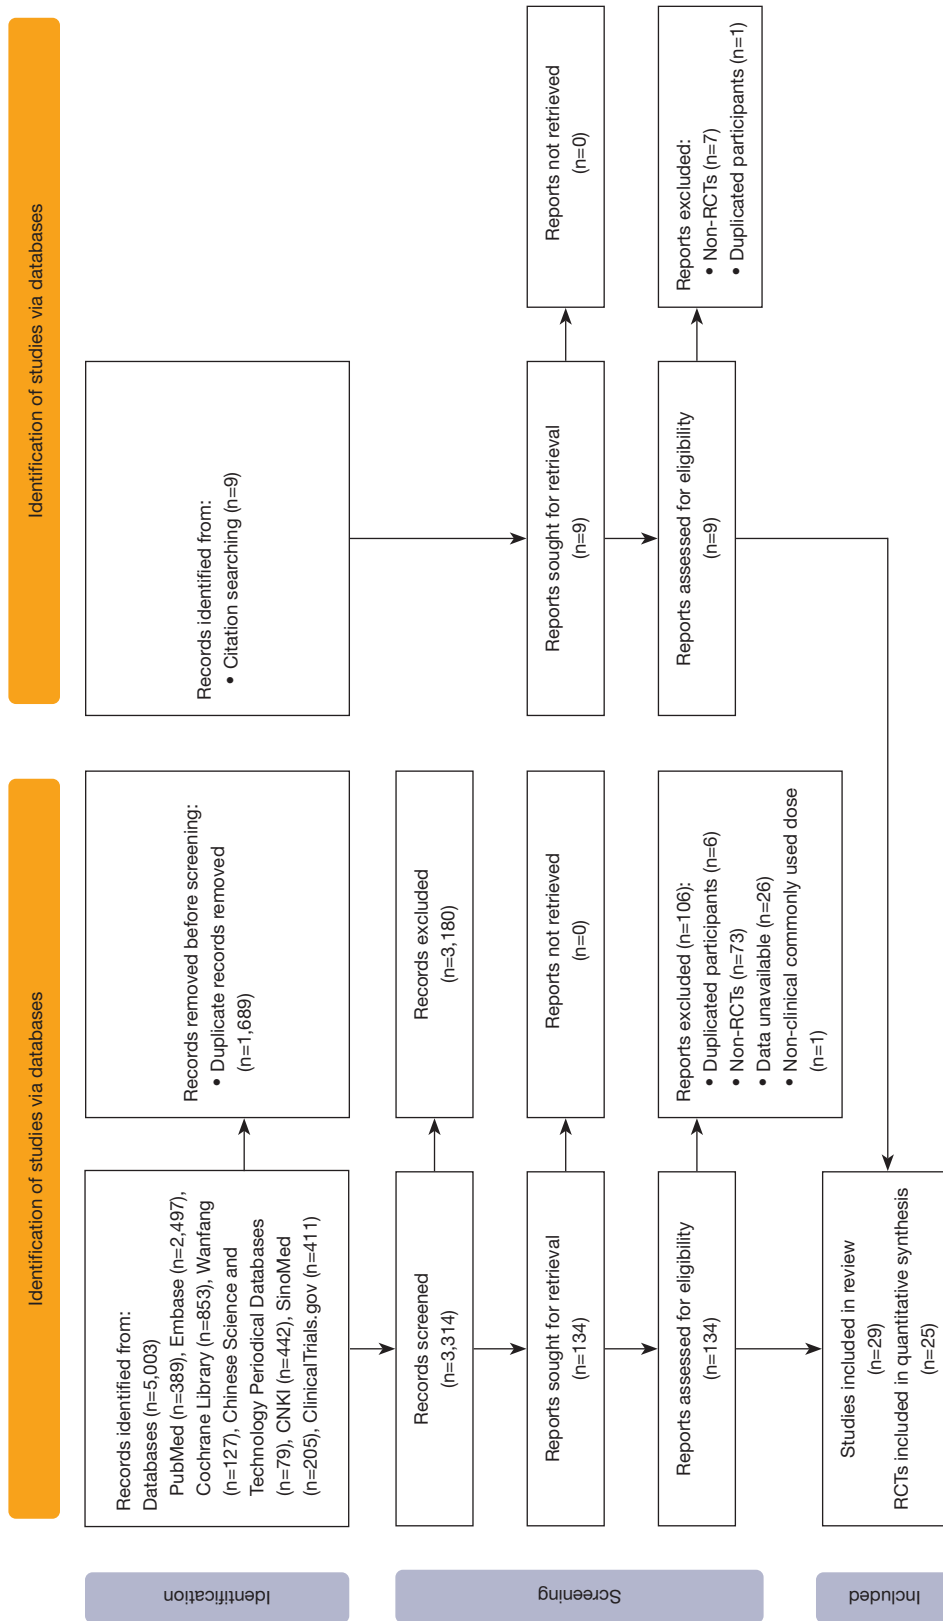 Identification of studies via databases
Identification of studies via databases
Identification
Records identified from:
Databases (n=5,003)
PubMed (n=389), Embase (n=2,497),
Cochrane Library (n=853), Wanfang
(n=127), Chinese Science and
Technology Periodical Databases
(n=79), CNKI (n=442), SinoMed
(n=205), ClinicalTrials.gov (n=411)
Records removed before screening:
• Duplicate records removed
(n=1,689)
Records identified from:
• Citation searching (n=9)
Screening
Records screened
(n=3,314)
Records excluded
(n=3,180)
Reports sought for retrieval
(n=134)
Reports not retrieved
(n=0)
Reports sought for retrieval
(n=9)
Reports not retrieved
(n=0)
Reports assessed for eligibility
(n=134)
Reports excluded (n=106):
• Duplicated participants (n=6)
• Non-RCTs (n=73)
• Data unavailable (n=26)
• Non-clinical commonly used dose
(n=1)
Reports assessed for eligibility
(n=9)
Reports excluded:
• Non-RCTs (n=7)
• Duplicated participants (n=1)
Included
Studies included in review
(n=29)
RCTs included in quantitative synthesis
(n=25)